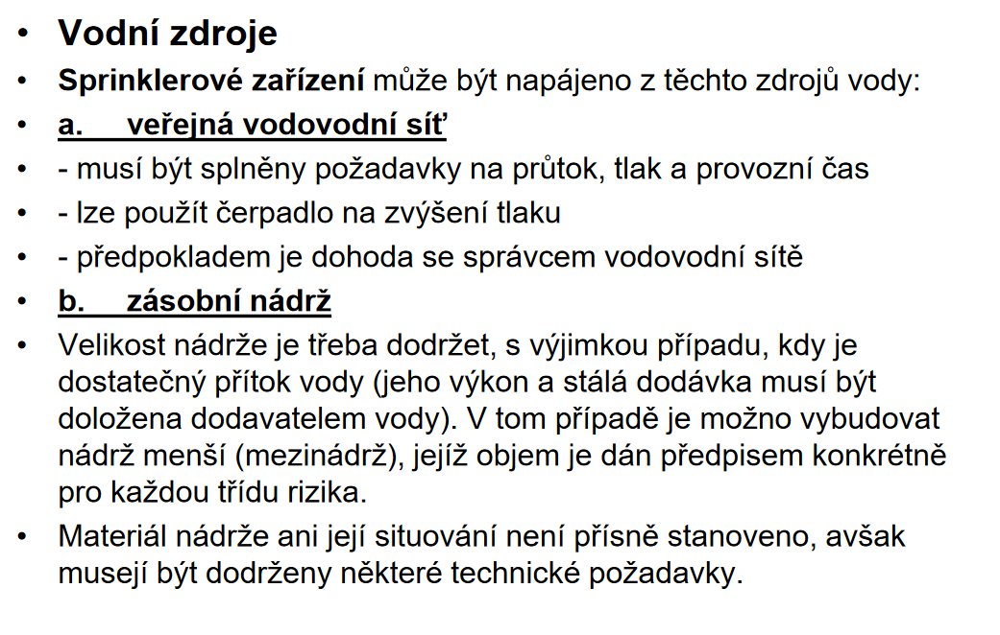 • Vodní zdroje
• Sprinklerové zařízení může být napájeno z těchto zdrojů vody:
• a. veřejná vodovodní síť
• - musí být splněny požadavky na průtok, tlak a provozní čas
• - lze použít čerpadlo na zvýšení tlaku
• - předpokladem je dohoda se správcem vodovodní sítě
• b. zásobní nádrž
• Velikost nádrže je třeba dodržet, s výjimkou případu, kdy je
dostatečný přítok vody (jeho výkon a stálá dodávka musí být
doložena dodavatelem vody). V tom případě je možno vybudovat
nádrž menší (mezinádrž), jejíž objem je dán předpisem konkrétně
pro každou třídu rizika.
• Materiál nádrže ani její situování není přísně stanoveno, avšak
musejí být dodrženy některé technické požadavky.